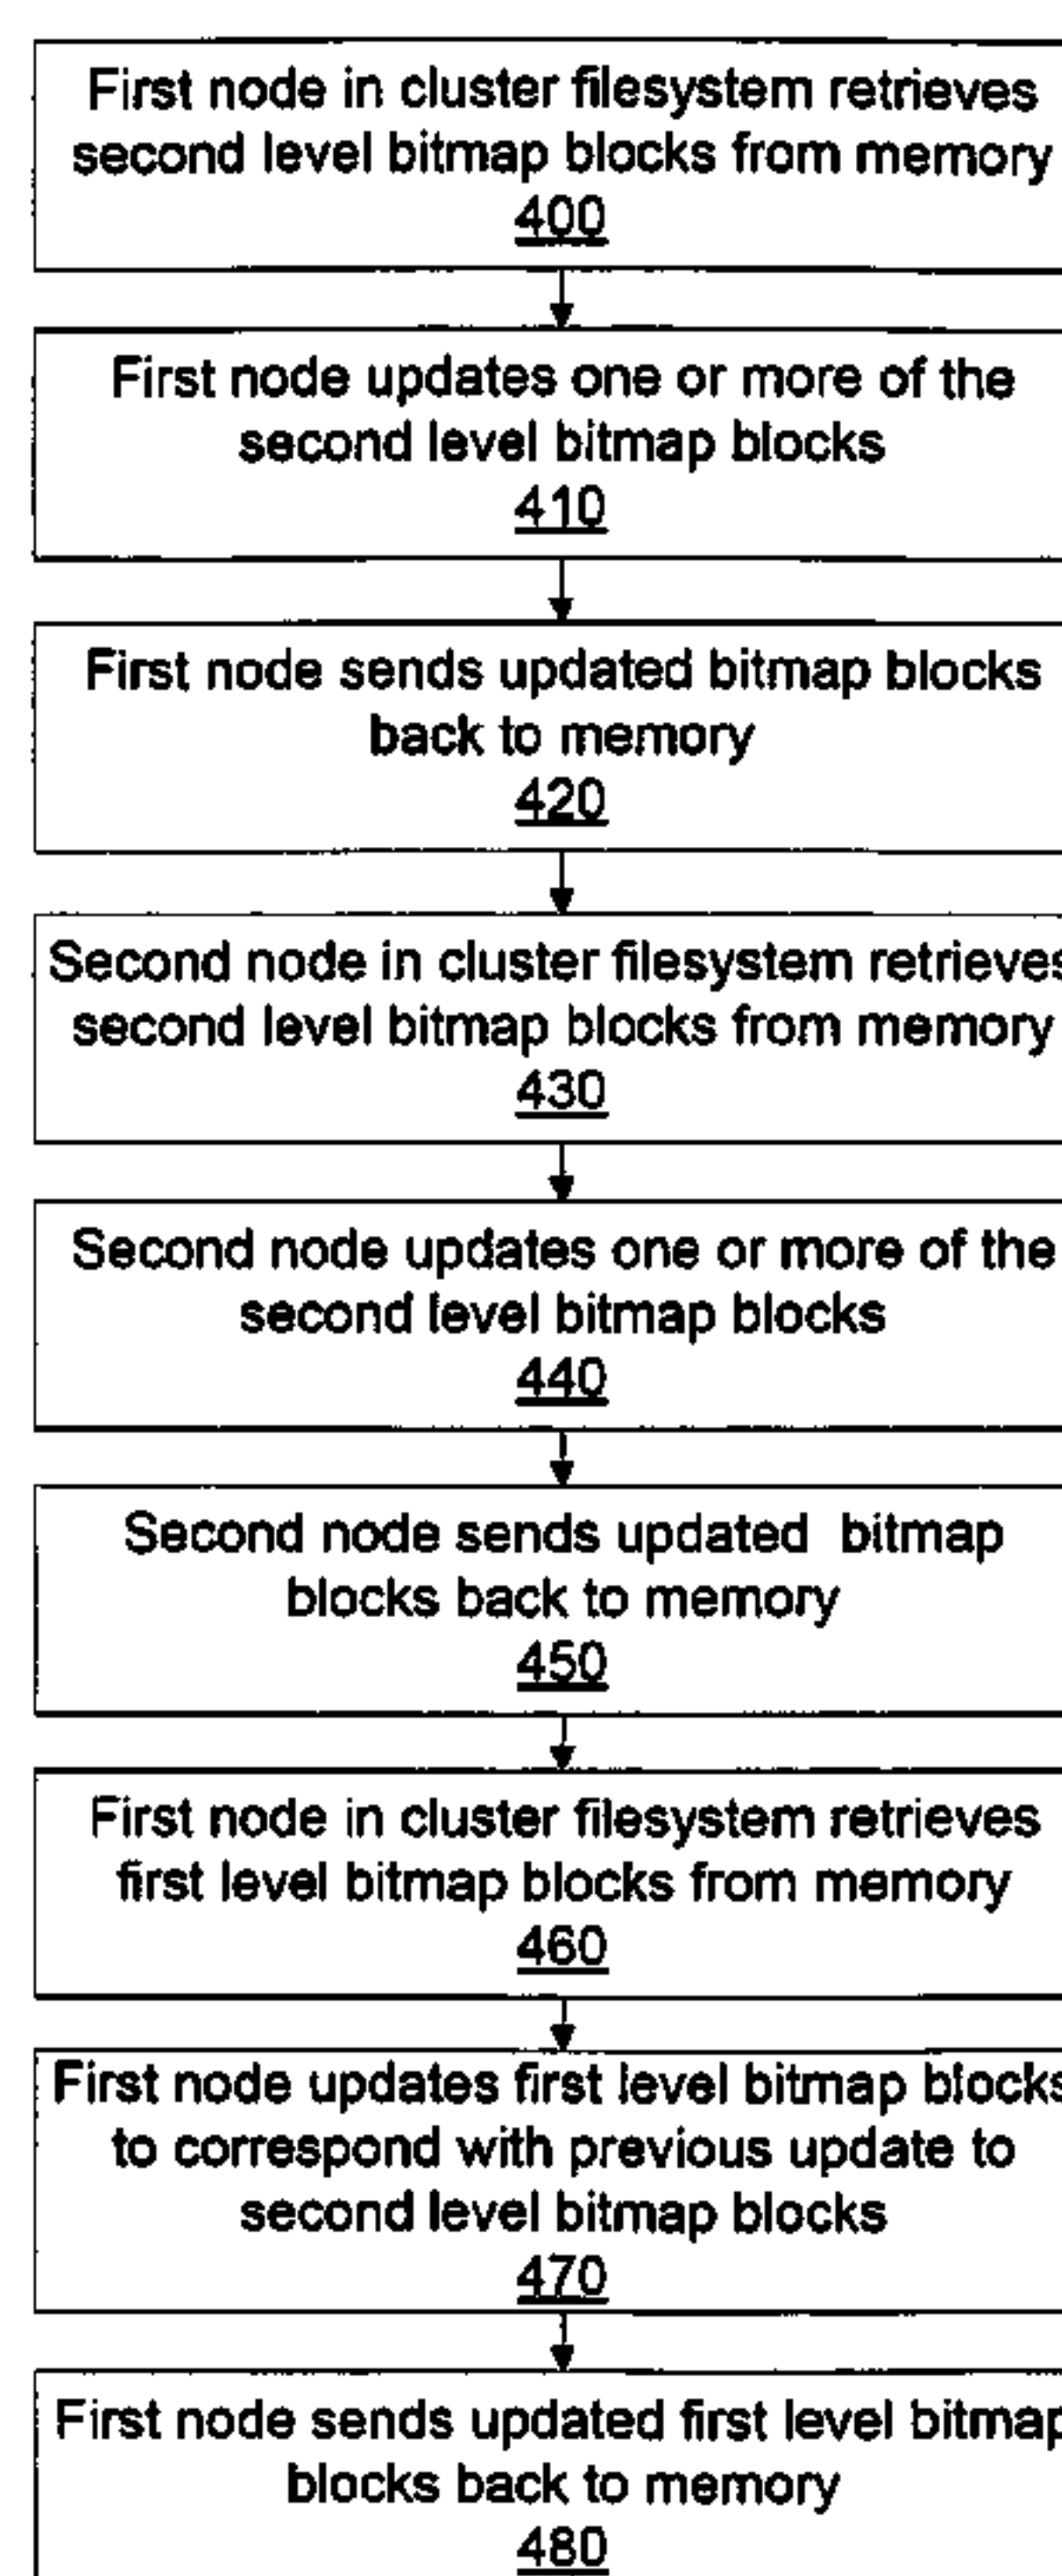 First node in cluster filesystem retrieves
second level bitmap blocks from memory
400
First node updates one or more of the
second level bitmap blocks
410
First node sends updated bitmap blocks
back to memory
420
Second node in cluster filesystem retrieves
second level bitmap blocks from memory
430
Second node updates one or more of the
second level bitmap blocks
440
Second node sends updated bitmap
blocks back to memory
450
First node in cluster filesystem retrieves
first level bitmap blocks from memory
460
First node updates first level bitmap blocks
to correspond with previous update to
second level bitmap blocks
470
First node sends updated first level bitmap
blocks back to memory
480